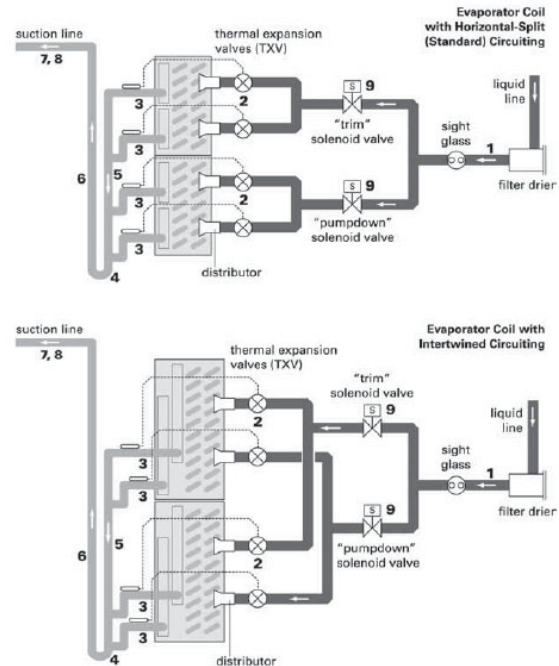 Evaporator Coil
with Horizontal-Split
(Standard) Circuiting
suction line
7, 8
thermal expansion
valves (TXV)
liquid
line
9
S
3
2
"trim"
solenoid valve
sight
glass
1
3
filter drier
5
6
9
S
3
2
"pumpdown"
solenoid valve
3
distributor
4
Evaporator Coil with
Intertwined Circuiting
suction line
7, 8
thermal expansion
valves (TXV)
"trim"
solenoid valve
9
S
liquid
line
2
sight
glass
1
3
3
filter drier
5
6
9
S
2
"pumpdown"
solenoid valve
3
3
4
distributor